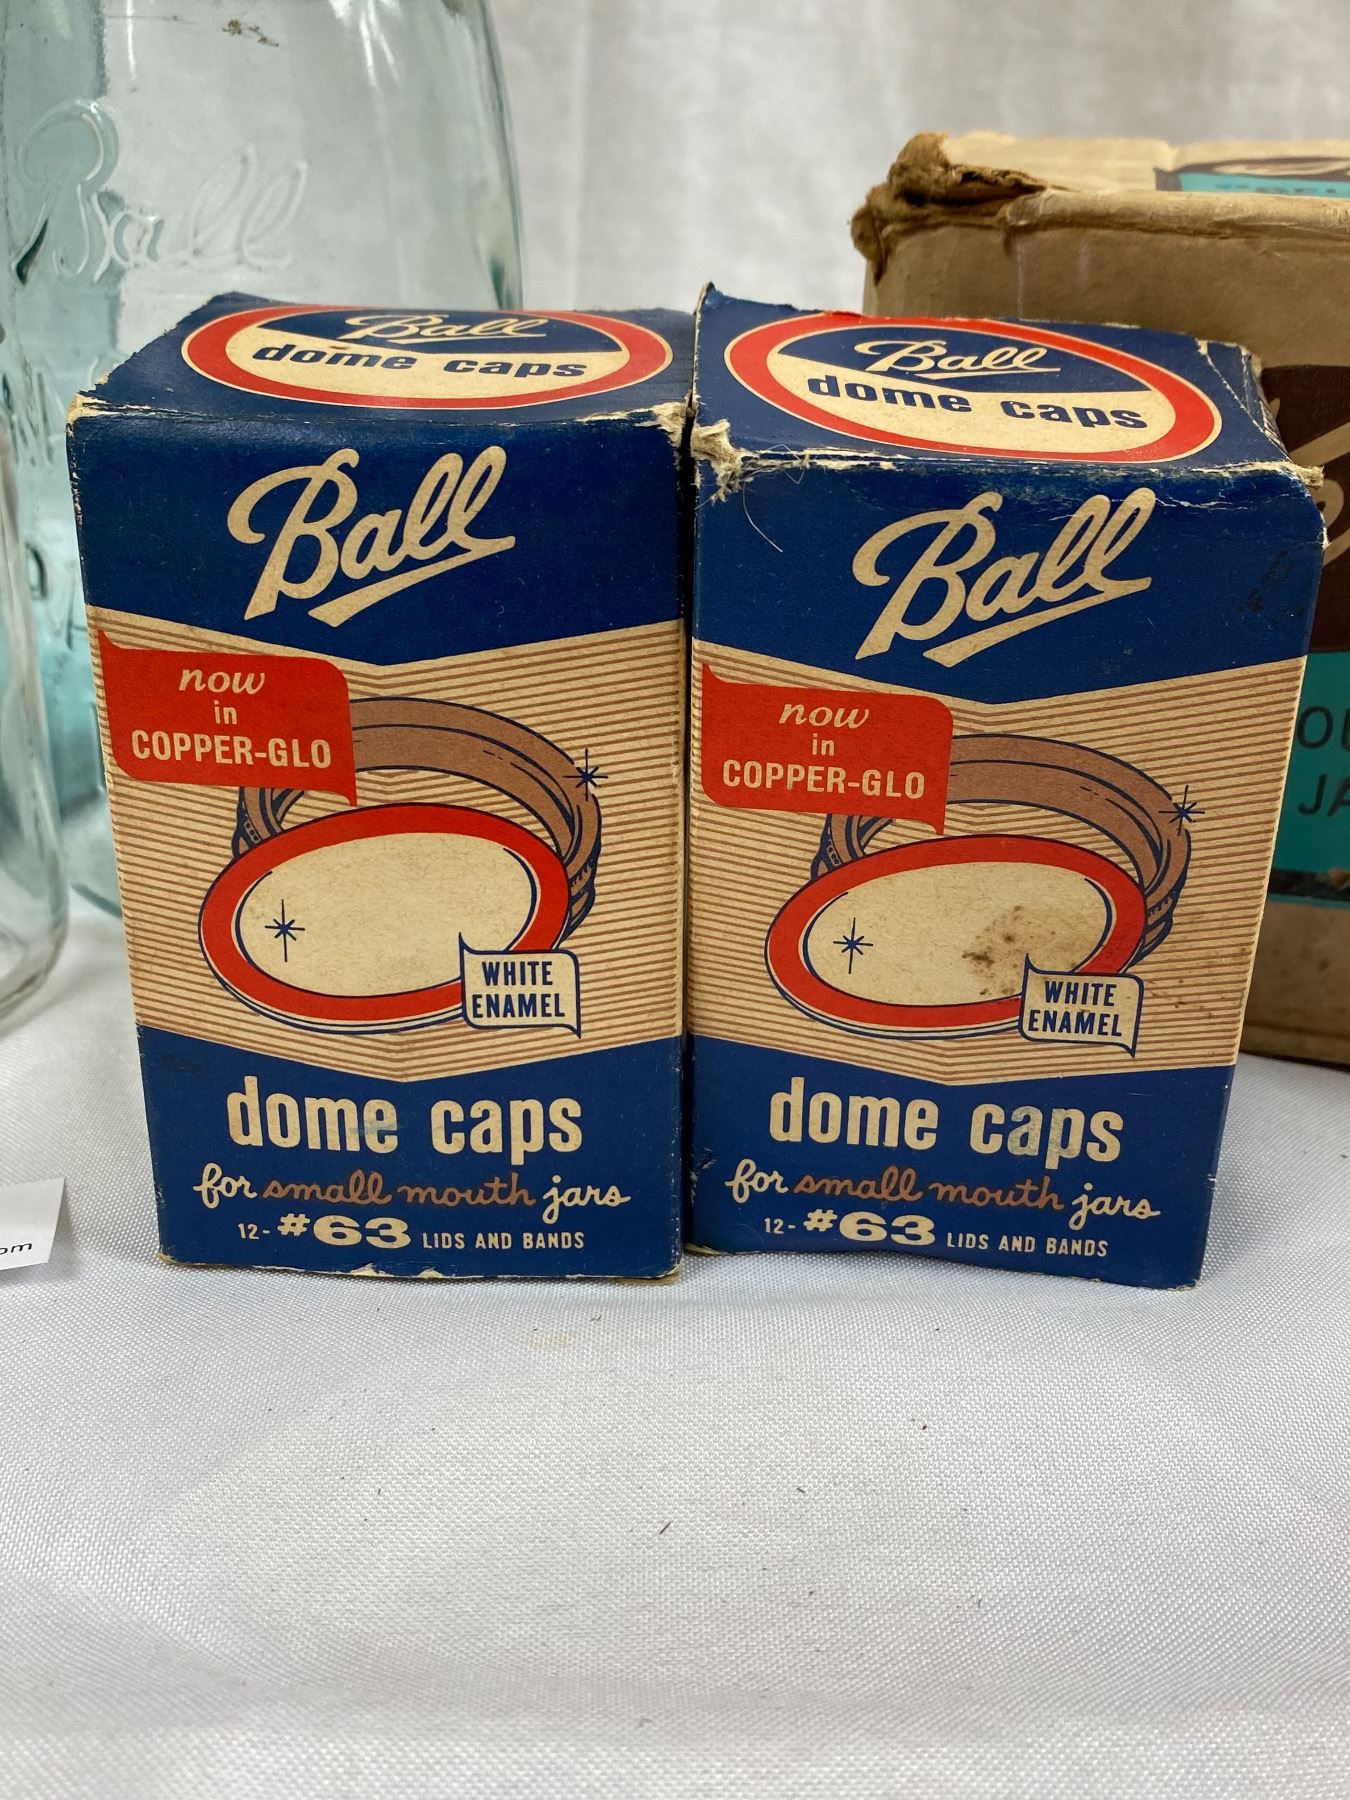 Ball
Ball
dome caps
Ball
now
in
COPPER-GLO
WHITE
ENAMEL
dome caps
for small mouth jars
12-#63 LIDS AND BANDS
Ball
dome caps
Ball
now
in
COPPER-GLO
WHITE
ENAMEL
dome caps
for small mouth jars
12-#63 LIDS AND BANDS